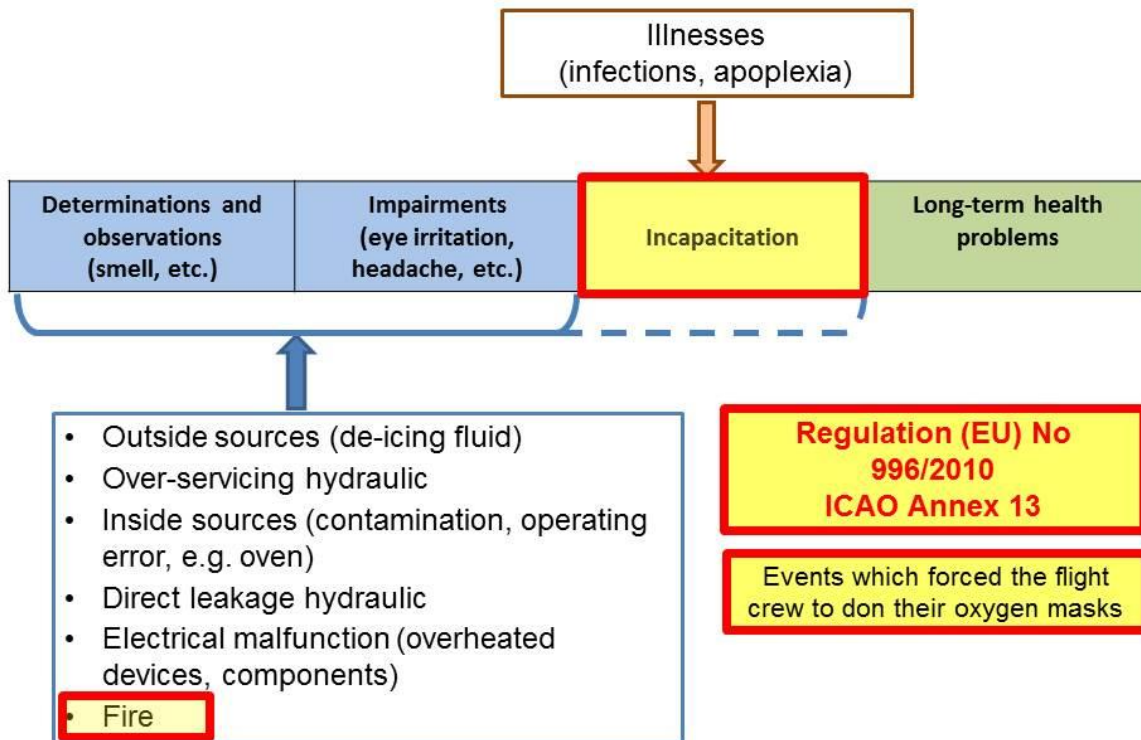 Illnesses
(infections, apoplexia)
Determinations and
observations
(smell, etc.)
Impairments
(eye irritation,
headache, etc.)
Incapacitation
Long-term health
problems
• Outside sources (de-icing fluid)
• Over-servicing hydraulic
• Inside sources (contamination, operating
error, e.g. oven)
• Direct leakage hydraulic
• Electrical malfunction (overheated
devices, components)
• Fire
Regulation (EU) No
996/2010
ICAO Annex 13
Events which forced the flight
crew to don their oxygen masks